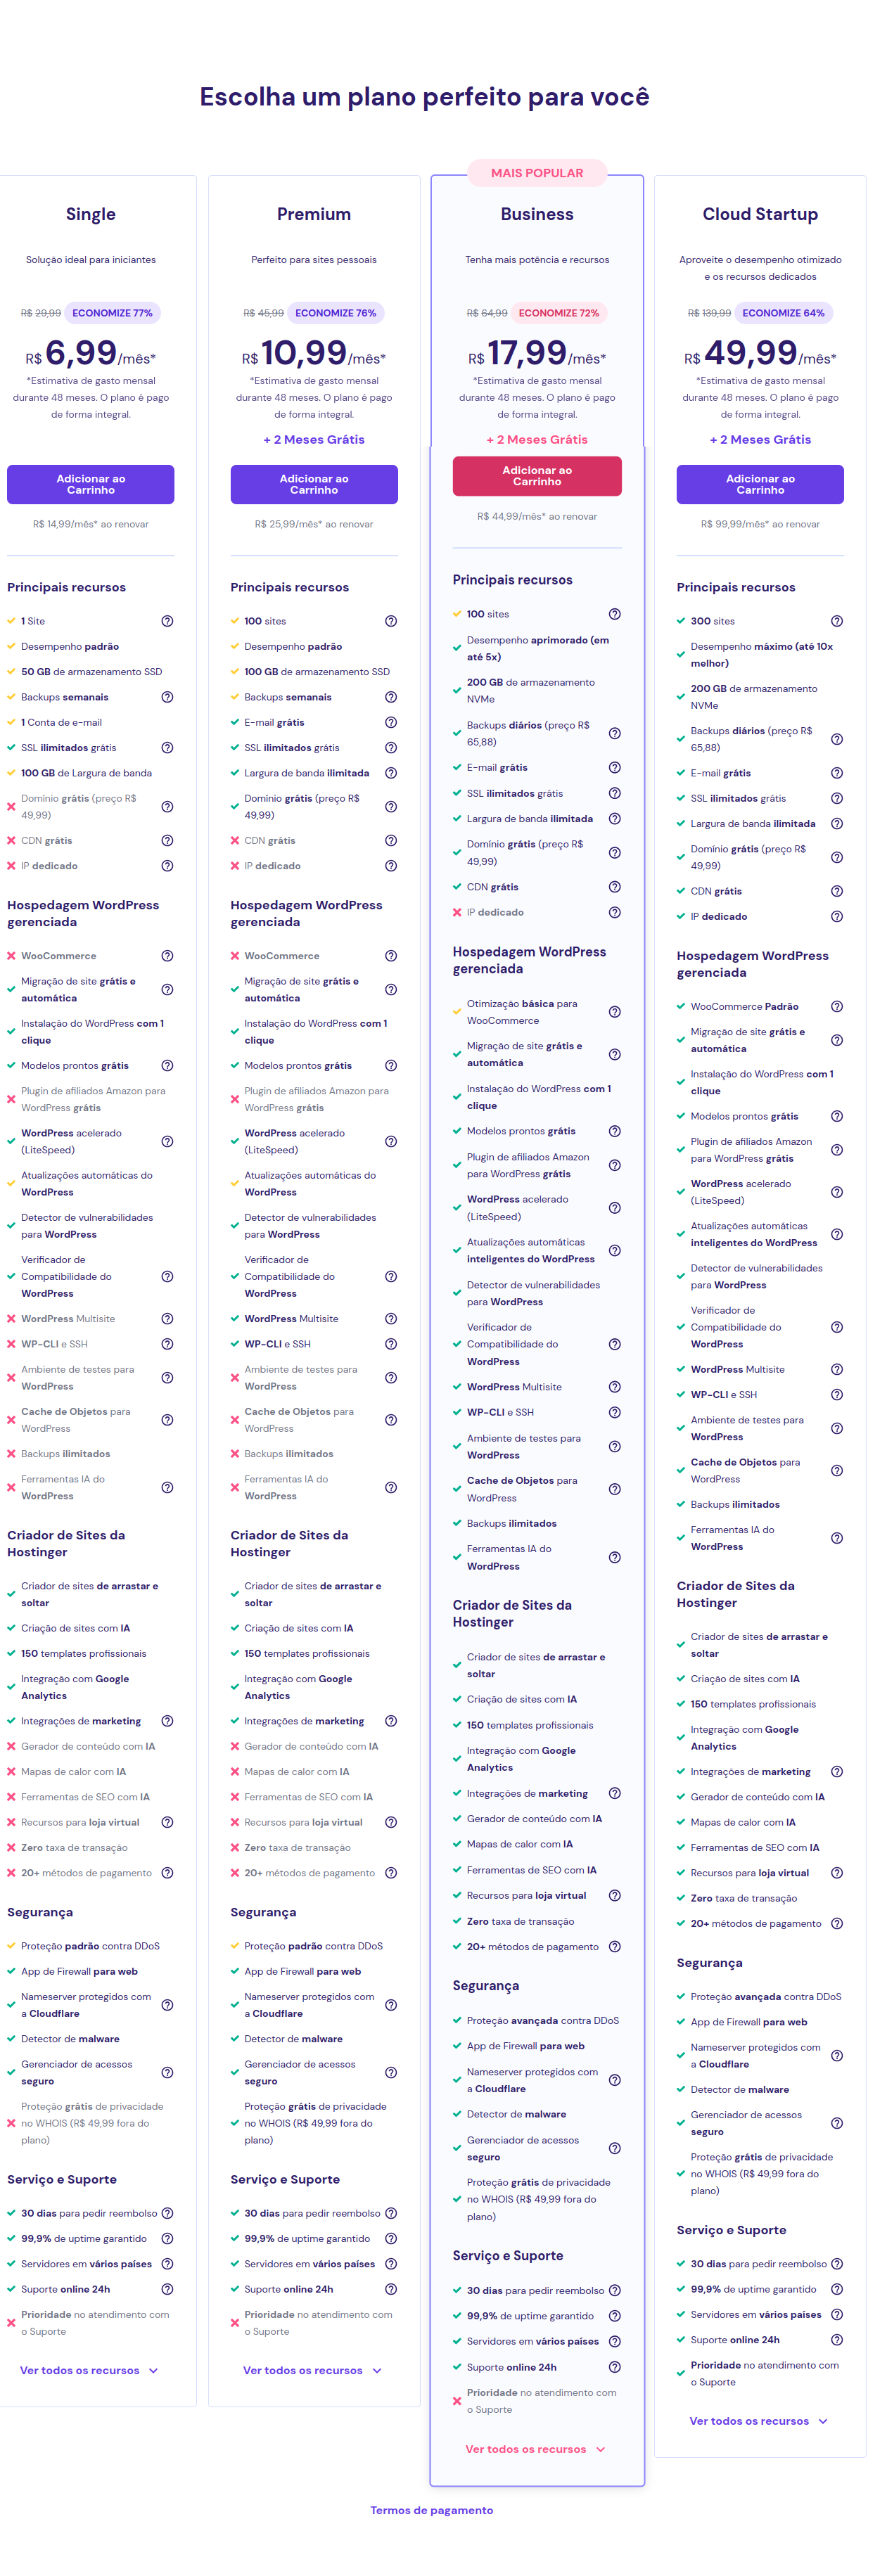 Escolha um plano perfeito para você
Single
Solução ideal para iniciantes
R$ 29,99 ECONOMIZE 77%
R$ 6,99/mês*
*Estimativa de gasto mensal
durante 48 meses. O plano é pago
de forma integral.
Adicionar ao
Carrinho
R$ 14,99/mês* ao renovar
Principais recursos
1 Site
Desempenho padrão
50 GB de armazenamento SSD
Backups semanais
1 Conta de e-mail
SSL ilimitados grátis
100 GB de Largura de banda
Domínio grátis (preço R$
49,99)
CDN grátis
IP dedicado
Hospedagem WordPress
gerenciada
WooCommerce
Migração de site grátis e
automática
Instalação do WordPress com 1
clique
Modelos prontos grátis
Plugin de afiliados Amazon para
WordPress grátis
WordPress acelerado
(LiteSpeed)
Atualizações automáticas do
WordPress
Detector de vulnerabilidades
para WordPress
Verificador de
Compatibilidade do
WordPress
WordPress Multisite
WP-CLI e SSH
Ambiente de testes para
WordPress
Cache de Objetos para
WordPress
Backups ilimitados
Ferramentas IA do
WordPress
Criador de Sites da
Hostinger
Criador de sites de arrastar e
soltar
Criação de sites com IA
150 templates profissionais
Integração com Google
Analytics
Integrações de marketing
Gerador de conteúdo com IA
Mapas de calor com IA
Ferramentas de SEO com IA
Recursos para loja virtual
Zero taxa de transação
20+ métodos de pagamento
Segurança
Proteção padrão contra DDoS
App de Firewall para web
Nameserver protegidos com
a Cloudflare
Detector de malware
Gerenciador de acessos
seguro
Proteção grátis de privacidade
no WHOIS (R$ 49,99 fora do
plano)
Serviço e Suporte
30 dias para pedir reembolso
99,9% de uptime garantido
Servidores em vários países
Suporte online 24h
Prioridade no atendimento com
o Suporte
Ver todos os recursos
Premium
Perfeito para sites pessoais
R$ 45,99 ECONOMIZE 76%
R$ 10,99/mês*
*Estimativa de gasto mensal
durante 48 meses. O plano é pago
de forma integral.
+ 2 Meses Grátis
Adicionar ao
Carrinho
R$ 25,99/mês* ao renovar
Principais recursos
100 sites
Desempenho padrão
100 GB de armazenamento SSD
Backups semanais
E-mail grátis
SSL ilimitados grátis
Largura de banda ilimitada
Domínio grátis (preço R$
49,99)
CDN grátis
IP dedicado
Hospedagem WordPress
gerenciada
WooCommerce
Migração de site grátis e
automática
Instalação do WordPress com 1
clique
Modelos prontos grátis
Plugin de afiliados Amazon para
WordPress grátis
WordPress acelerado
(LiteSpeed)
Atualizações automáticas do
WordPress
Detector de vulnerabilidades
para WordPress
Verificador de
Compatibilidade do
WordPress
WordPress Multisite
WP-CLI e SSH
Ambiente de testes para
WordPress
Cache de Objetos para
WordPress
Backups ilimitados
Ferramentas IA do
WordPress
Criador de Sites da
Hostinger
Criador de sites de arrastar e
soltar
Criação de sites com IA
150 templates profissionais
Integração com Google
Analytics
Integrações de marketing
Gerador de conteúdo com IA
Mapas de calor com IA
Ferramentas de SEO com IA
Recursos para loja virtual
Zero taxa de transação
20+ métodos de pagamento
Segurança
Proteção padrão contra DDoS
App de Firewall para web
Nameserver protegidos com
a Cloudflare
Detector de malware
Gerenciador de acessos
seguro
Proteção grátis de privacidade
no WHOIS (R$ 49,99 fora do
plano)
Serviço e Suporte
30 dias para pedir reembolso
99,9% de uptime garantido
Servidores em vários países
Suporte online 24h
Prioridade no atendimento com
o Suporte
Ver todos os recursos
MAIS POPULAR
Business
Tenha mais potência e recursos
R$ 64,99 ECONOMIZE 72%
R$ 17,99/mês*
*Estimativa de gasto mensal
durante 48 meses. O plano é pago
de forma integral.
+ 2 Meses Grátis
Adicionar ao
Carrinho
R$ 44,99/mês* ao renovar
Principais recursos
100 sites
Desempenho aprimorado (em
até 5x)
200 GB de armazenamento
NVMe
Backups diários (preço R$
65,88)
E-mail grátis
SSL ilimitados grátis
Largura de banda ilimitada
Domínio grátis (preço R$
49,99)
CDN grátis
IP dedicado
Hospedagem WordPress
gerenciada
Otimização básica para
WooCommerce
Migração de site grátis e
automática
Instalação do WordPress com 1
clique
Modelos prontos grátis
Plugin de afiliados Amazon
para WordPress grátis
WordPress acelerado
(LiteSpeed)
Atualizações automáticas
inteligentes do WordPress
Detector de vulnerabilidades
para WordPress
Verificador de
Compatibilidade do
WordPress
WordPress Multisite
WP-CLI e SSH
Ambiente de testes para
WordPress
Cache de Objetos para
WordPress
Backups ilimitados
Ferramentas IA do
WordPress
Criador de Sites da
Hostinger
Criador de sites de arrastar e
soltar
Criação de sites com IA
150 templates profissionais
Integração com Google
Analytics
Integrações de marketing
Gerador de conteúdo com IA
Mapas de calor com IA
Ferramentas de SEO com IA
Recursos para loja virtual
Zero taxa de transação
20+ métodos de pagamento
Segurança
Proteção avançada contra DDoS
App de Firewall para web
Nameserver protegidos com
a Cloudflare
Detector de malware
Gerenciador de acessos
seguro
Proteção grátis de privacidade
no WHOIS (R$ 49,99 fora do
plano)
Serviço e Suporte
30 dias para pedir reembolso
99,9% de uptime garantido
Servidores em vários países
Suporte online 24h
Prioridade no atendimento com
o Suporte
Ver todos os recursos
Cloud Startup
Aproveite o desempenho otimizado
e os recursos dedicados
R$ 139,99 ECONOMIZE 64%
R$ 49,99/mês*
*Estimativa de gasto mensal
durante 48 meses. O plano é pago
de forma integral.
+ 2 Meses Grátis
Adicionar ao
Carrinho
R$ 99,99/mês* ao renovar
Principais recursos
300 sites
Desempenho máximo (até 10x
melhor)
200 GB de armazenamento
NVMe
Backups diários (preço R$
65,88)
E-mail grátis
SSL ilimitados grátis
Largura de banda ilimitada
Domínio grátis (preço R$
49,99)
CDN grátis
IP dedicado
Hospedagem WordPress
gerenciada
WooCommerce Padrão
Migração de site grátis e
automática
Instalação do WordPress com 1
clique
Modelos prontos grátis
Plugin de afiliados Amazon
para WordPress grátis
WordPress acelerado
(LiteSpeed)
Atualizações automáticas
inteligentes do WordPress
Detector de vulnerabilidades
para WordPress
Verificador de
Compatibilidade do
WordPress
WordPress Multisite
WP-CLI e SSH
Ambiente de testes para
WordPress
Cache de Objetos para
WordPress
Backups ilimitados
Ferramentas IA do
WordPress
Criador de Sites da
Hostinger
Criador de sites de arrastar e
soltar
Criação de sites com IA
150 templates profissionais
Integração com Google
Analytics
Integrações de marketing
Gerador de conteúdo com IA
Mapas de calor com IA
Ferramentas de SEO com IA
Recursos para loja virtual
Zero taxa de transação
20+ métodos de pagamento
Segurança
Proteção avançada contra DDoS
App de Firewall para web
Nameserver protegidos com
a Cloudflare
Detector de malware
Gerenciador de acessos
seguro
Proteção grátis de privacidade
no WHOIS (R$ 49,99 fora do
plano)
Serviço e Suporte
30 dias para pedir reembolso
99,9% de uptime garantido
Servidores em vários países
Suporte online 24h
Prioridade no atendimento com
o Suporte
Ver todos os recursos
Termos de pagamento